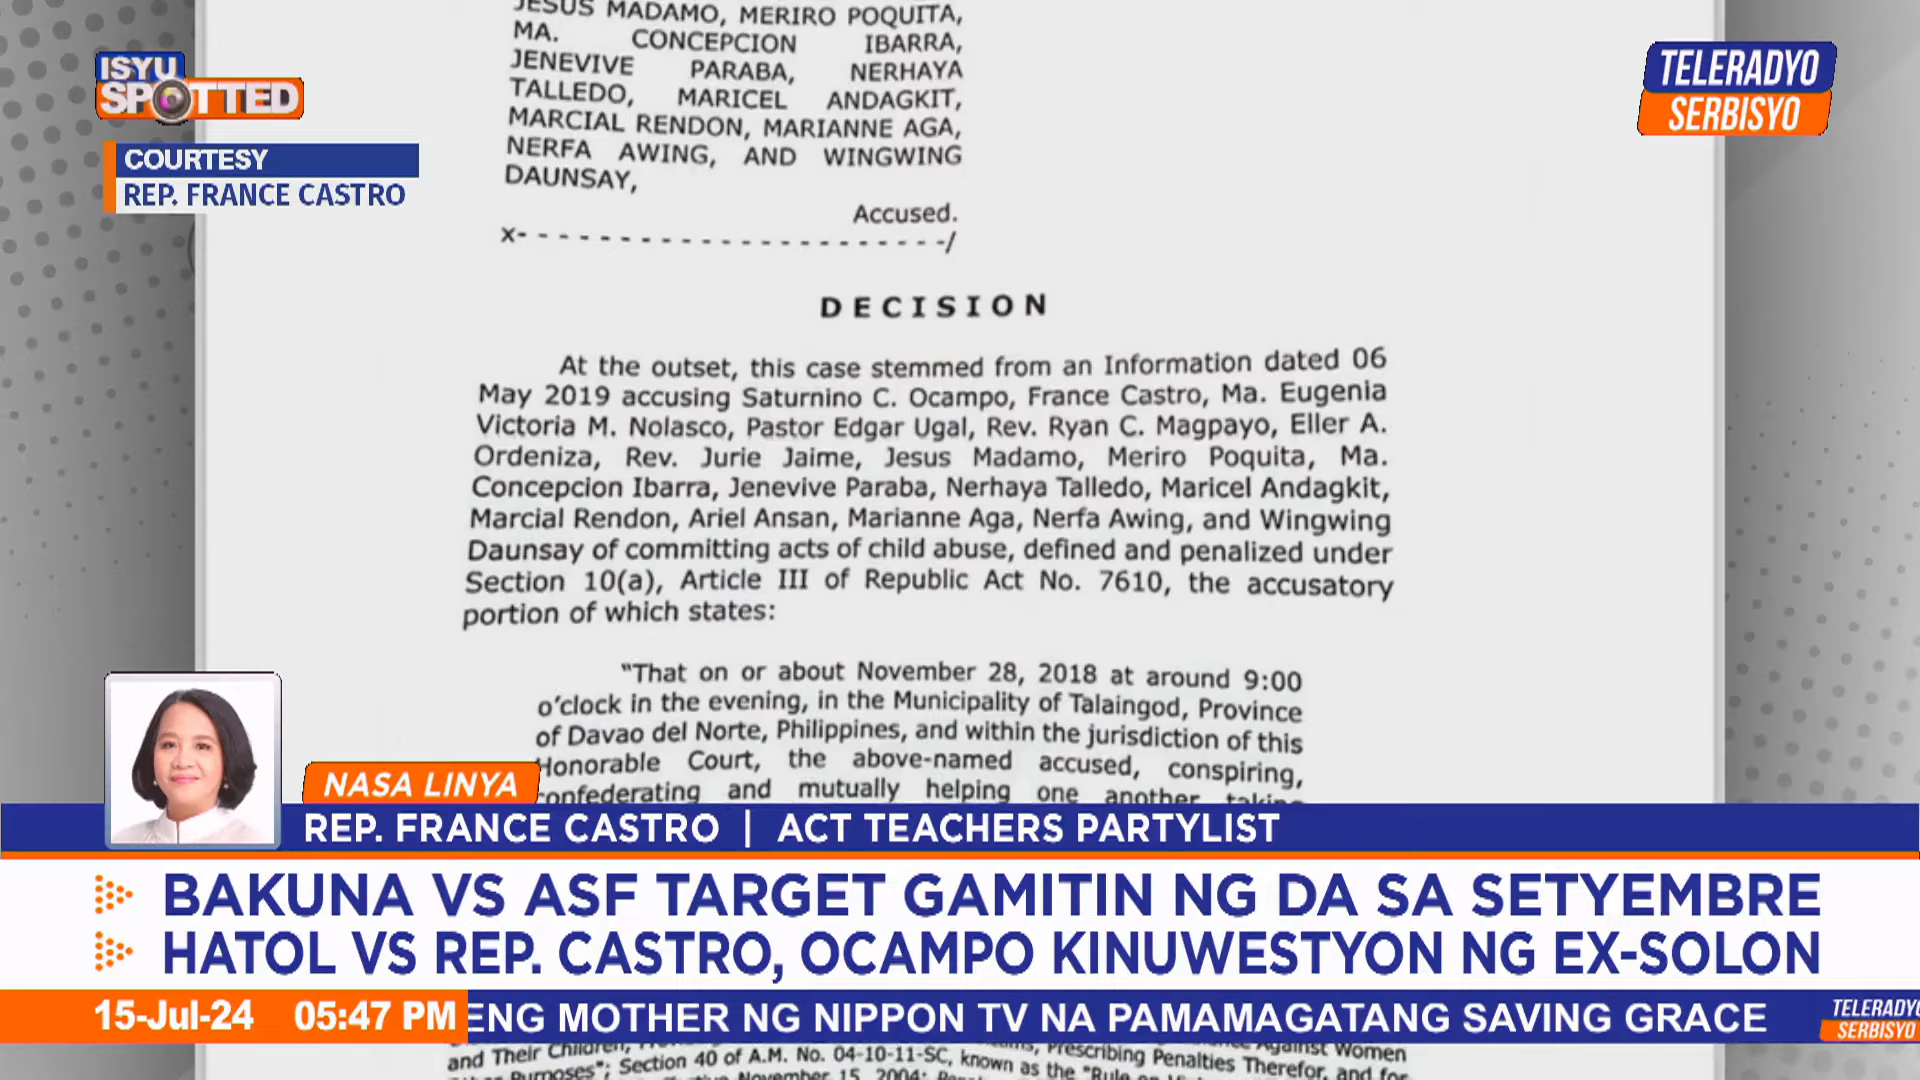 JESUS MADAMO, MERIRO POQUITA,
MA. CONCEPCION IBARRA,
JENEVIVE PARABA, NERHAYA
TALLEDO, MARICEL ANDAGKIT,
MARCIAL RENDON, MARIANNE AGA,
NERFA AWING, AND WINGWING
DAUNSAY,
Accused.
x- - - - - - - - - - - - - - - - - - - - - - -/
ISYU
SPOTTED
COURTESY
REP. FRANCE CASTRO
TELERADYO
SERBISYO
DECISION
At the outset, this case stemmed from an Information dated 06
May 2019 accusing Saturnino C. Ocampo, France Castro, Ma. Eugenia
Victoria M. Nolasco, Pastor Edgar Ugal, Rev. Ryan C. Magpayo, Eller A.
Ordeniza, Rev. Jurie Jaime, Jesus Madamo, Meriro Poquita, Ma.
Concepcion Ibarra, Jenevive Paraba, Nerhaya Talledo, Maricel Andagkit,
Marcial Rendon, Ariel Ansan, Marianne Aga, Nerfa Awing, and Wingwing
Daunsay of committing acts of child abuse, defined and penalized under
Section 10(a), Article III of Republic Act No. 7610, the accusatory
portion of which states:
"That on or about November 28, 2018 at around 9:00
o'clock in the evening, in the Municipality of Talaingod, Province
of Davao del Norte, Philippines, and within the jurisdiction of this
Honorable Court, the above-named accused, conspiring,
confederating and mutually helping one another taking
NASA LINYA
REP. FRANCE CASTRO | ACT TEACHERS PARTYLIST
BAKUNA VS ASF TARGET GAMITIN NG DA SA SETYEMBRE
HATOL VS REP. CASTRO, OCAMPO KINUWESTYON NG EX-SOLON
15-Jul-24 05:47 PM ENG MOTHER NG NIPPON TV NA PAMAMAGATANG SAVING GRACE
TELERADYO
SERBISYO
Against Women
and Their Children, Prescribing Penalties Therefor, and for
Other Purposes"; Section 40 of A.M. No. 04-10-11-SC, known as the "Rule on
November 15, 2004;